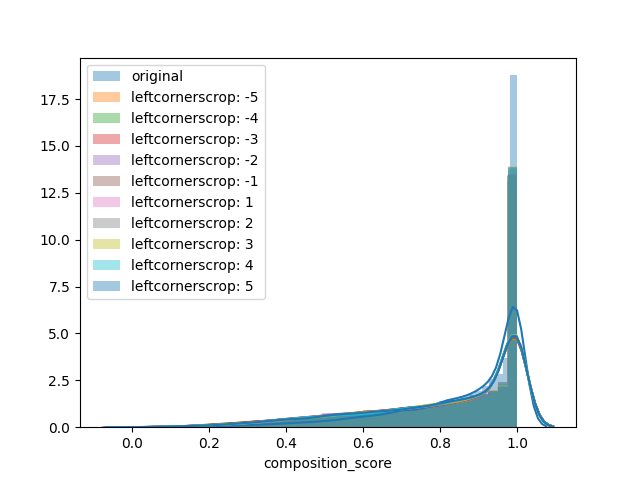 original
leftcornerscrop: -5
leftcornerscrop: -4
leftcornerscrop: -3
leftcornerscrop: -2
leftcornerscrop: -1
leftcornerscrop: 1
leftcornerscrop: 2
leftcornerscrop: 3
leftcornerscrop: 4
leftcornerscrop: 5
17.5
15.0
12.5
10.0
7.5
5.0
2.5
0.0
0.0 0.2 0.4 0.6 0.8 1.0
composition_score